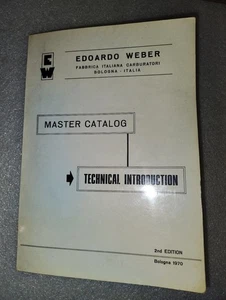 EDOARDO WEBER
FABBRICA ITALIANA CARBURATORI
BOLOGNA - ITALIA
MASTER CATALOG
TECHNICAL INTRODUCTION
2nd EDITION
Bologna 1970